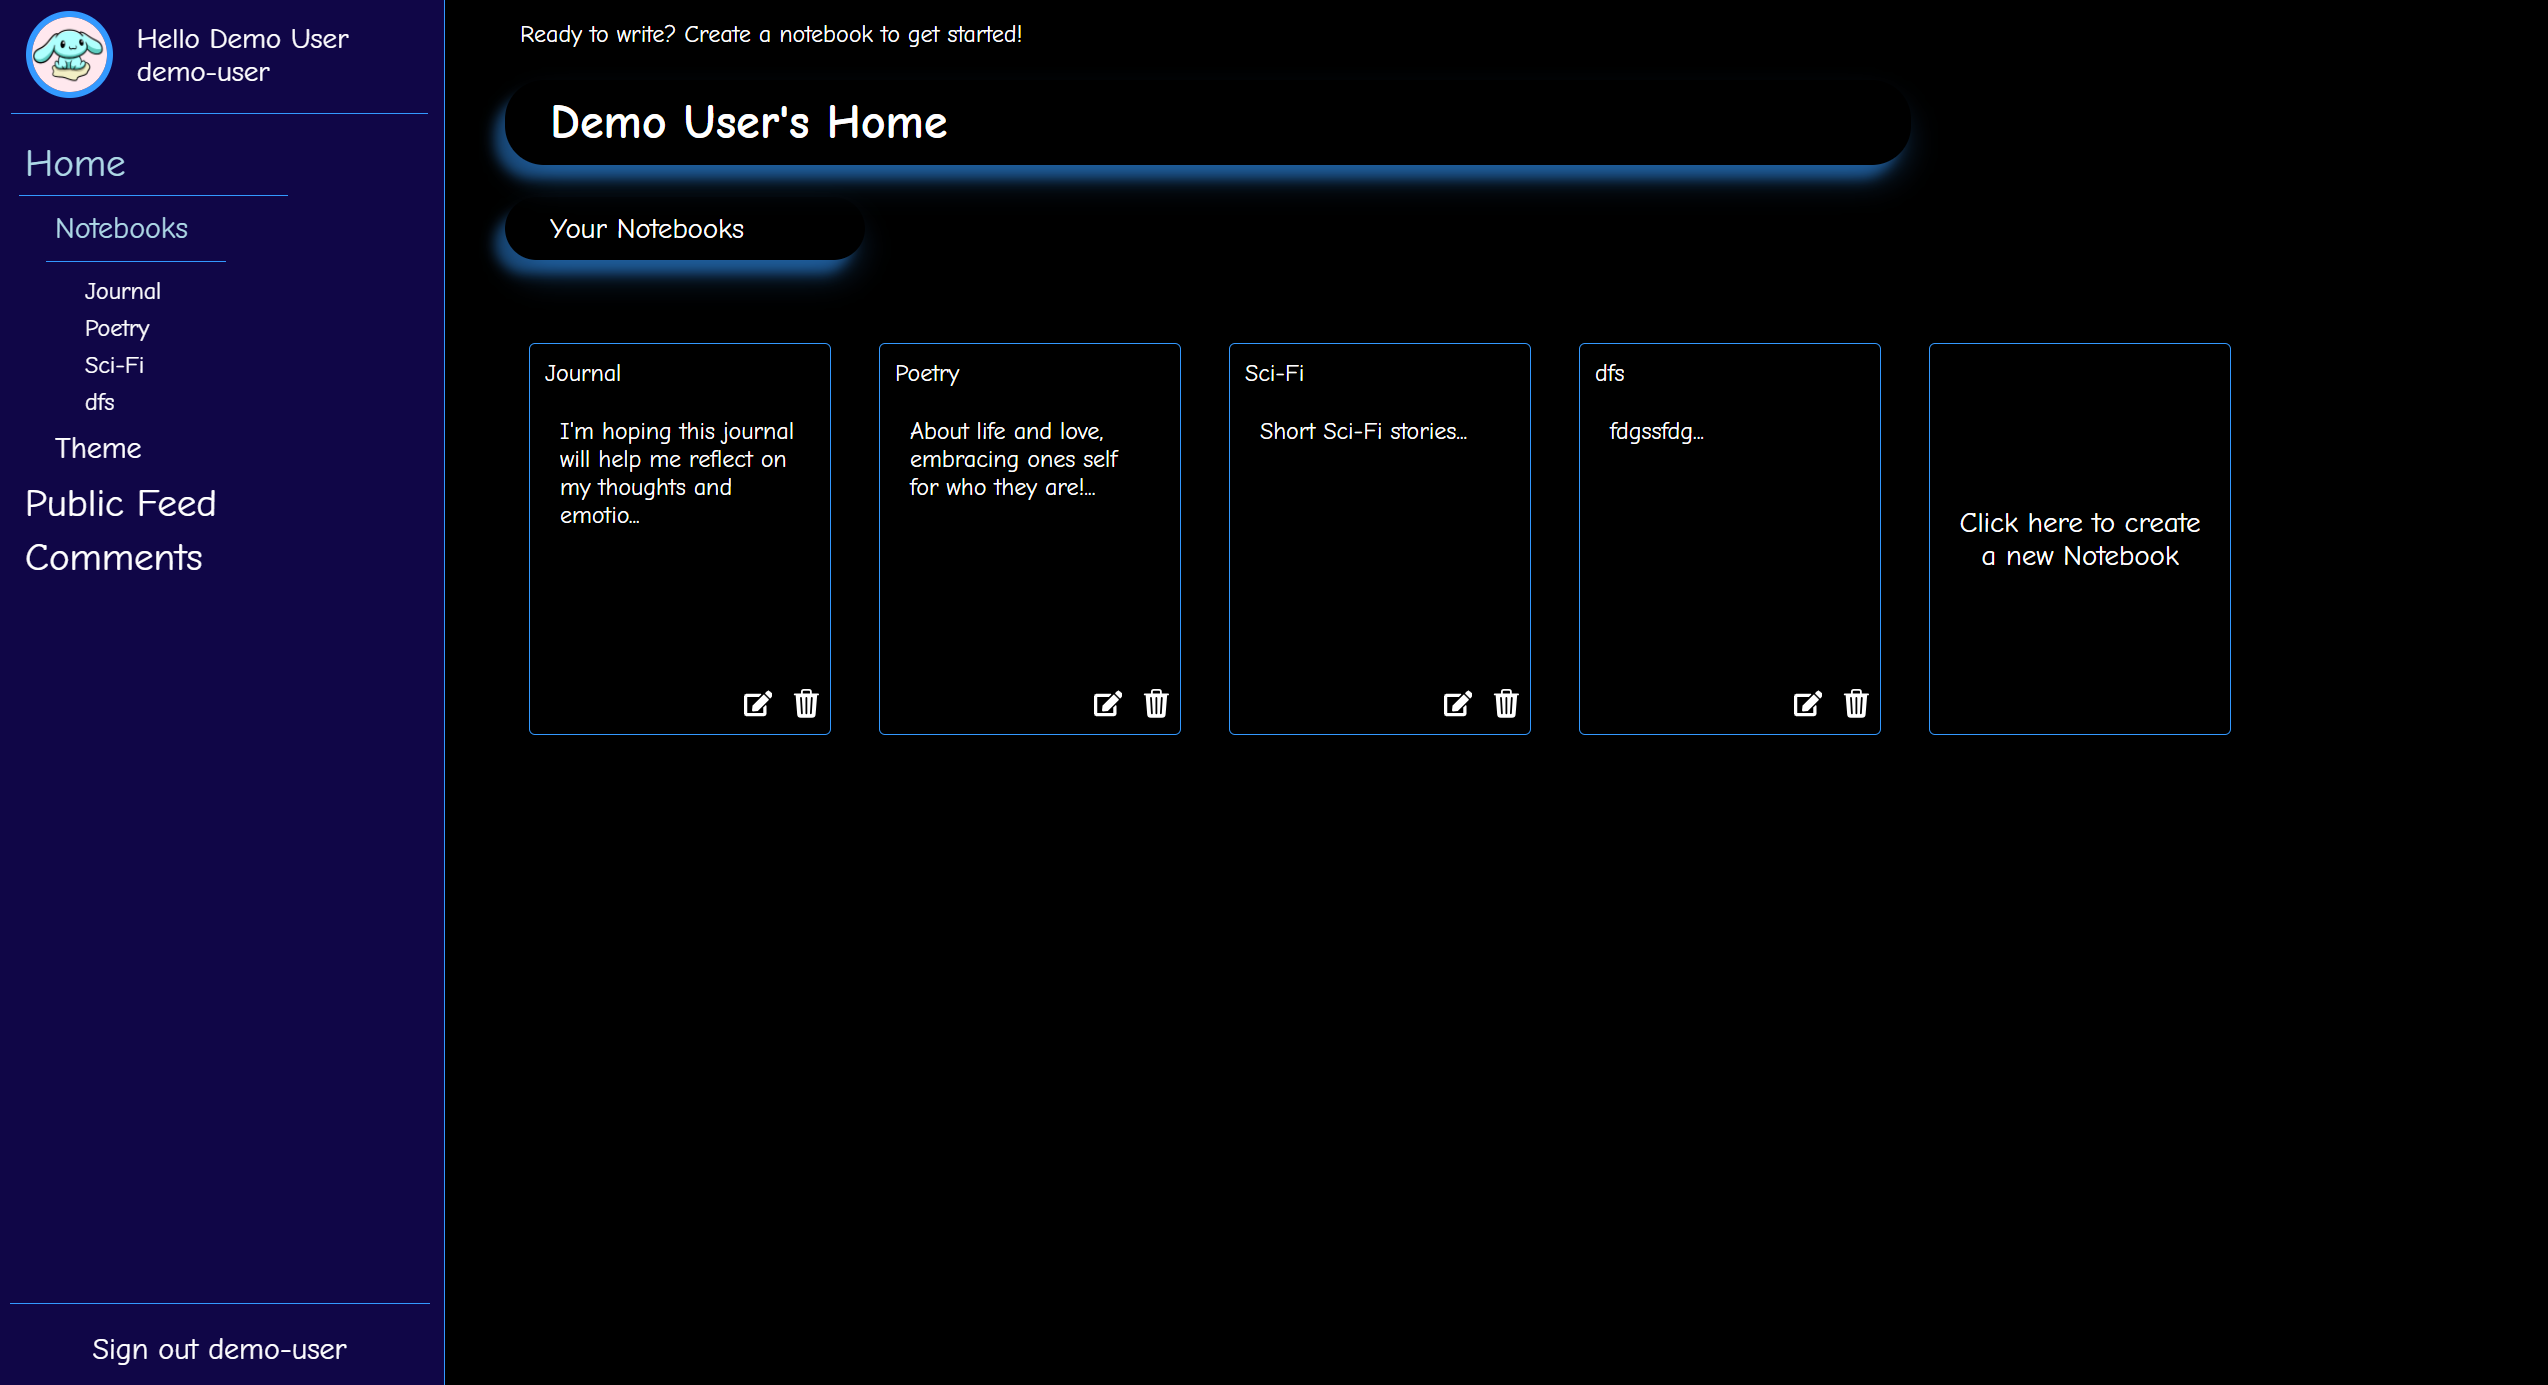 Hello Demo User
demo-user
Home
Notebooks
Journal
Poetry
Sci-Fi
dfs
Theme
Public Feed
Comments
Sign out demo-user
Ready to write? Create a notebook to get started!
Demo User's Home
Your Notebooks
Journal
I'm hoping this journal
will help me reflect on
my thoughts and
emotio...
Poetry
About life and love,
embracing ones self
for who they are!...
Sci-Fi
Short Sci-Fi stories...
dfs
fdgssfdg...
Click here to create
a new Notebook